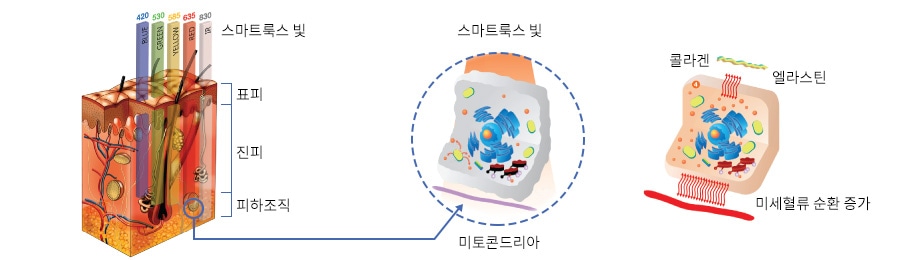 420 530 585 635 830
BLUE GREEN YELLOW RED IR
스마트룩스 빛
표피
진피
피하조직
스마트룩스 빛
미토콘드리아
콜라겐
엘라스틴
4
미세혈류 순환 증가